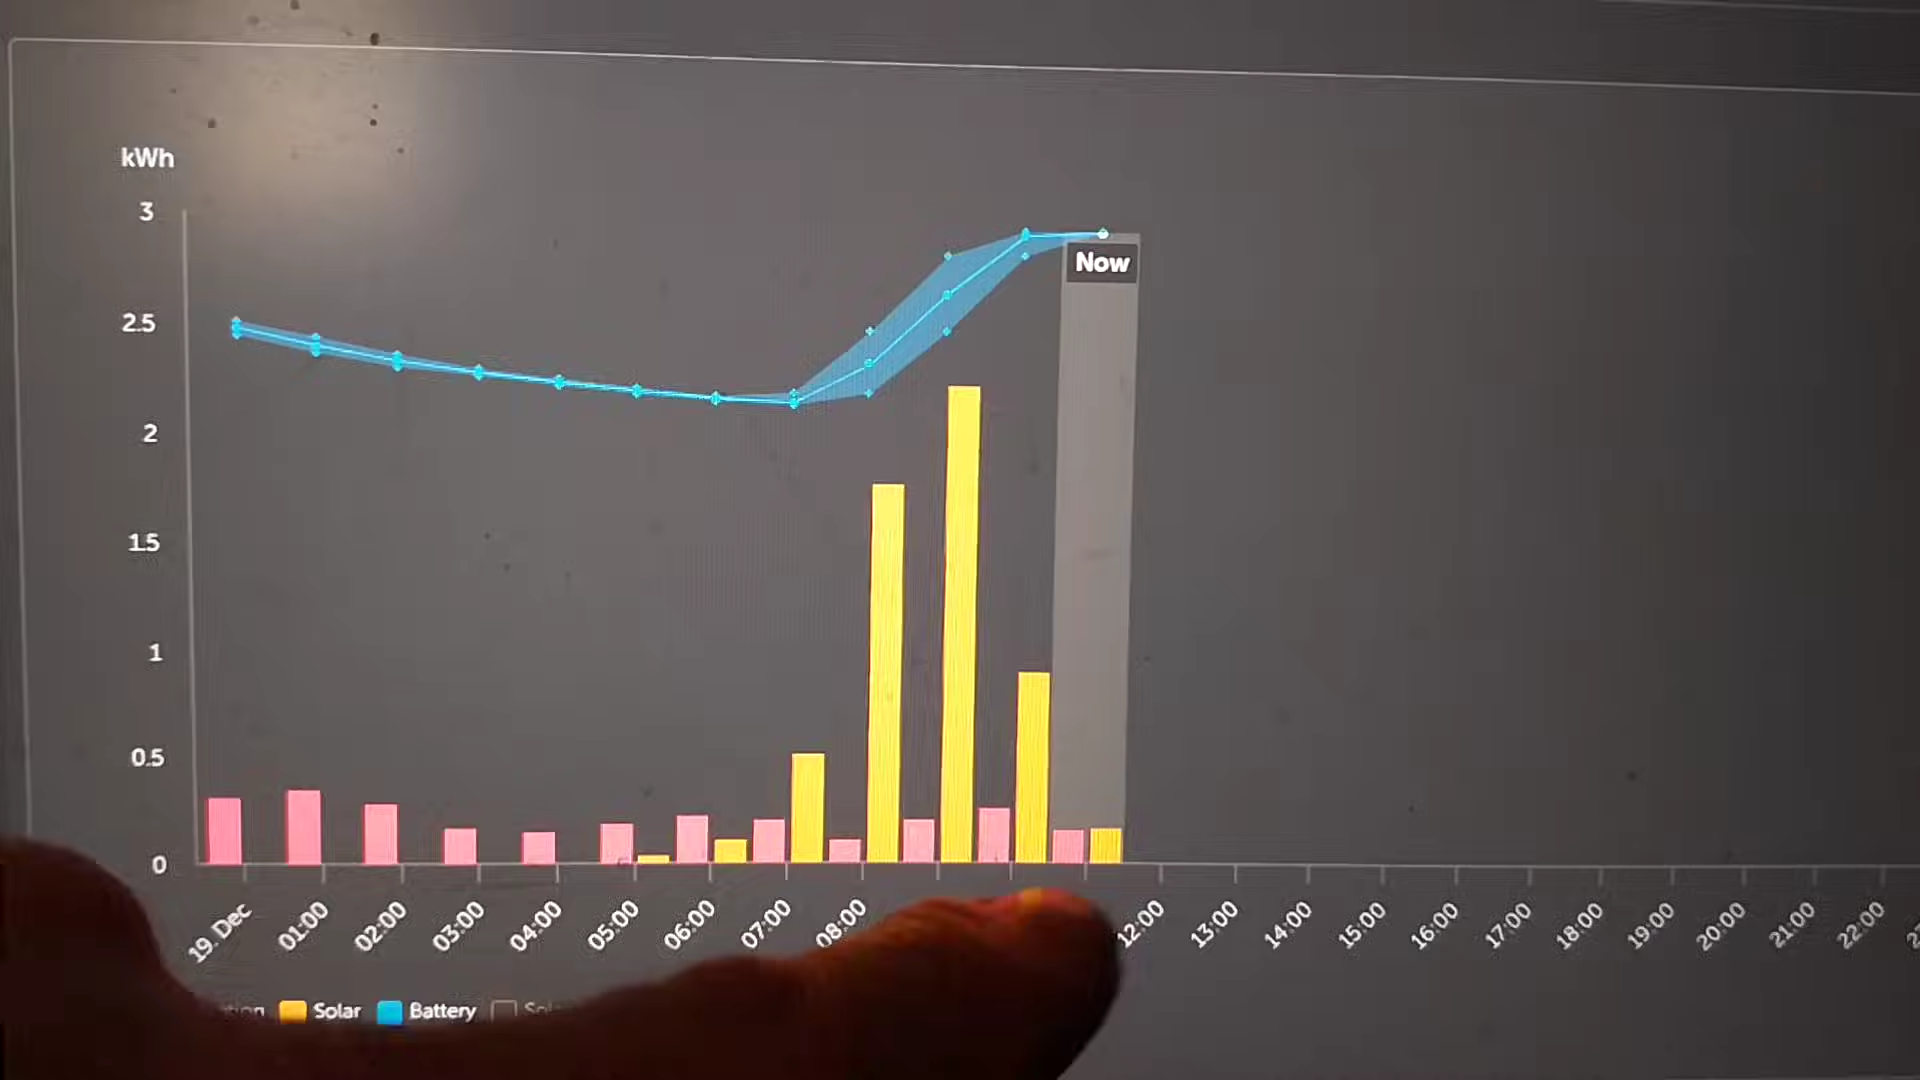 kWh
3
2.5
2
1.5
1
0.5
0
Now
19. Dec 01:00 02:00 03:00 04:00 05:00 06:00 07:00 08:00 12:00 13:00 14:00 15:00 16:00 17:00 18:00 19:00 20:00 21:00 22:00
Solar Battery